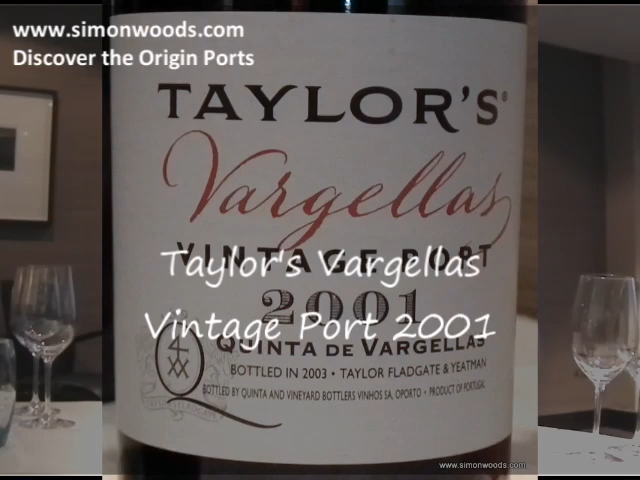 www.simonwoods.com
Discover the Origin Ports
TAYLOR'S®
Vargellas
VINTAGE PORT
Taylor's Vargellas
2001
Vintage Port 2001
QUINTA DE VARGELLAS
BOTTLED IN 2003 • TAYLOR FLADGATE & YEATMAN
BOTTLED BY QUINTA AND VINEYARD BOTTLERS VINHOS SA, OPORTO • PRODUCT OF PORTUGAL
4
XX
www.simonwoods.com